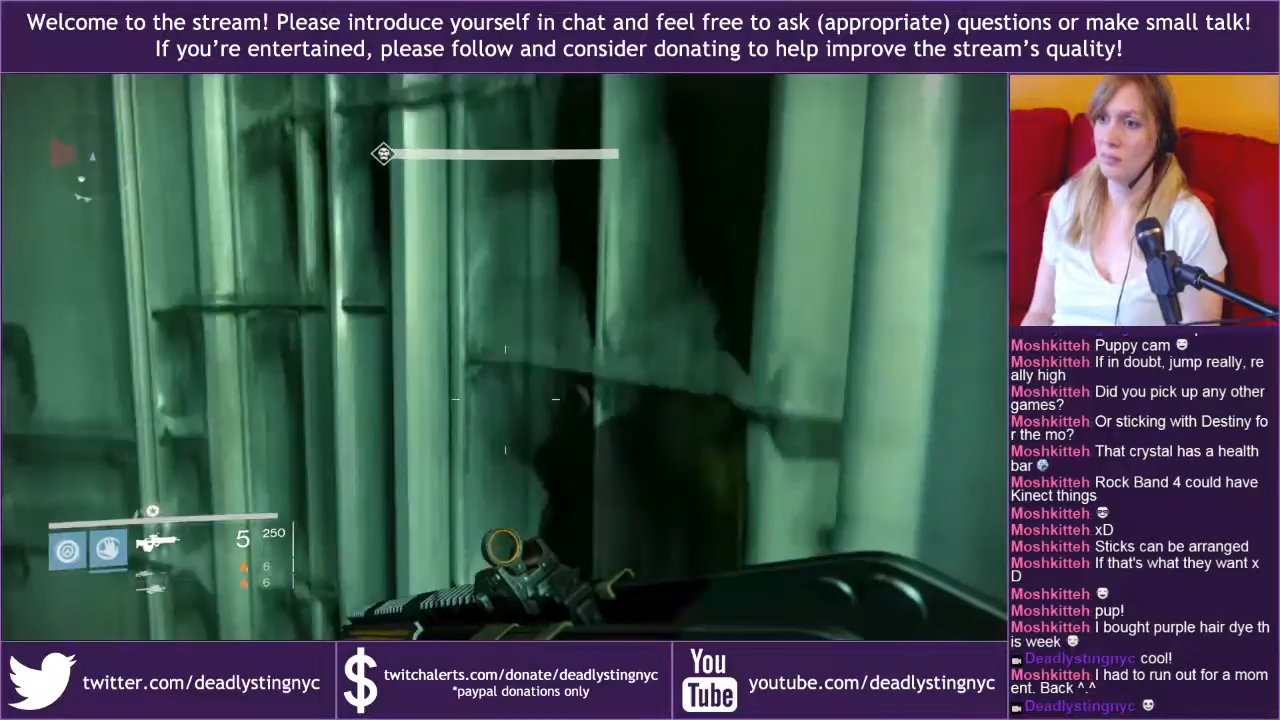 Welcome to the stream! Please introduce yourself in chat and feel free to ask (appropriate) questions or make small talk!
If you're entertained, please follow and consider donating to help improve the stream's quality!
5 250
6
6
Moshkitteh Puppy cam
Moshkitteh If in doubt, jump really, re
ally high
Moshkitteh Did you pick up any other
games?
Moshkitteh Or sticking with Destiny fo
r the mo?
Moshkitteh That crystal has a health
bar
Moshkitteh Rock Band 4 could have
Kinect things
Moshkitteh
Moshkitteh xD
Moshkitteh Sticks can be arranged
Moshkitteh If that's what they want x
D
Moshkitteh
Moshkitteh pup!
Moshkitteh I bought purple hair dye th
is week
Deadlystingnyc cool!
Moshkitteh I had to run out for a mom
ent. Back ^.^
Deadlystingnyc
twitter.com/deadlystingnyc
$
twitchalerts.com/donate/deadlystingnyc
*paypal donations only
You
Tube
youtube.com/deadlystingnyc